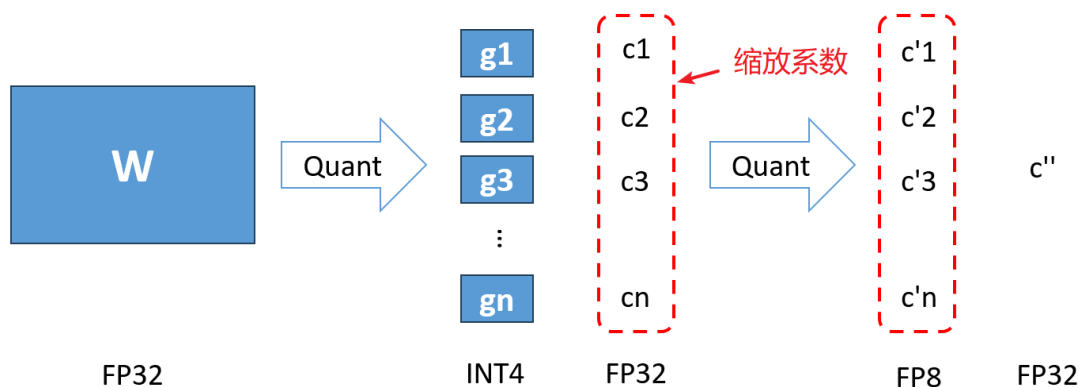 g1 c1 c'1
缩放系数
g2 c2 c'2
W Quant g3 c3 Quant c'3 c''
...
gn cn c'n
FP32 INT4 FP32 FP8 FP32